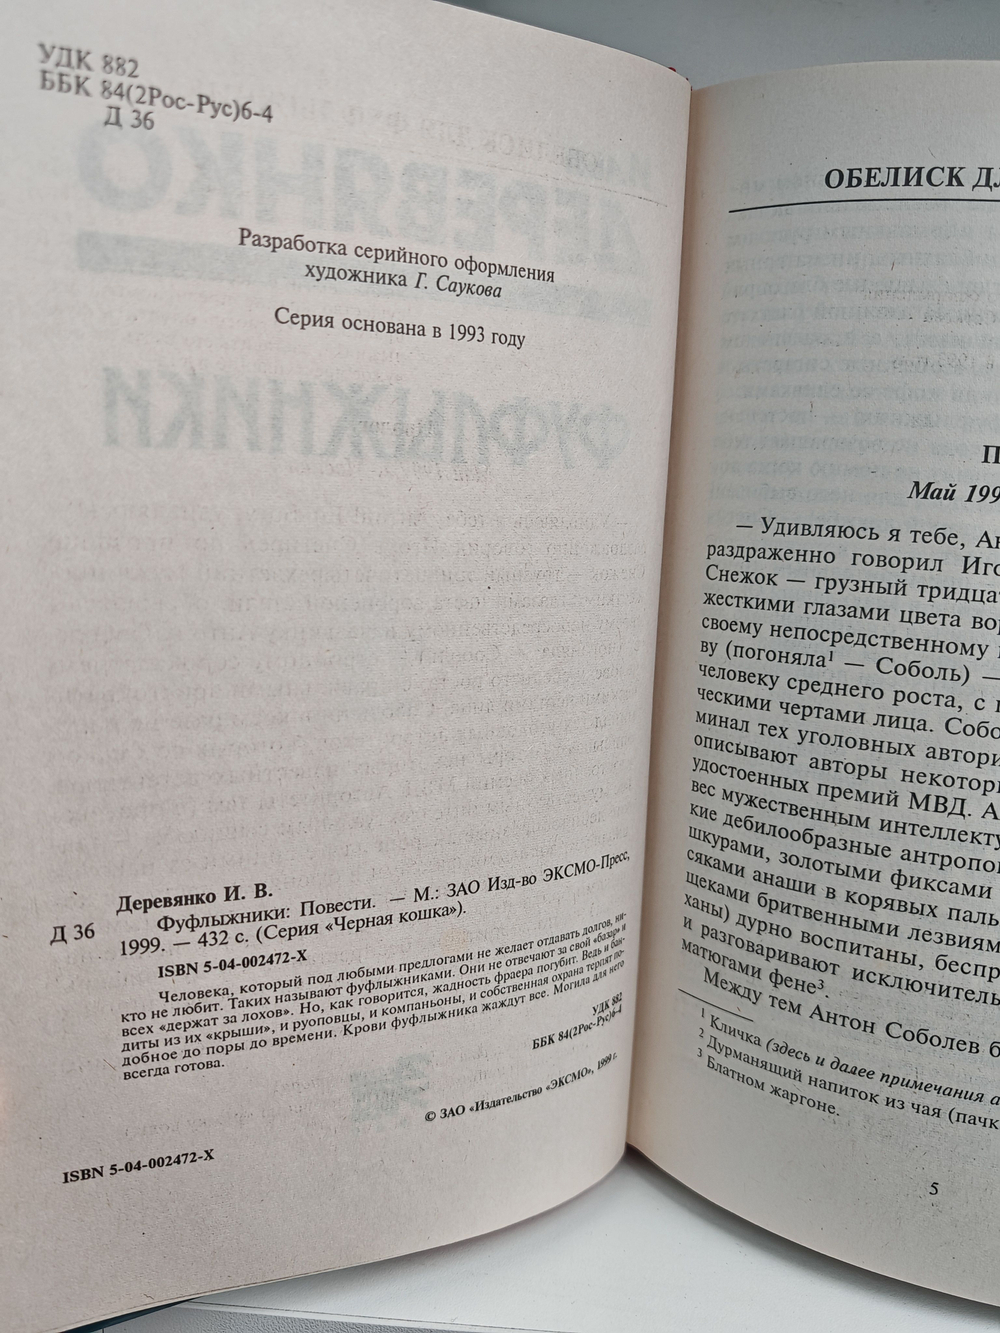 УДК 882
ББК 84(2Рос-Рус)6-4
Д 36
Разработка серийного оформления
художника Г. Саукова
Серия основана в 1993 году
Деревянко И. В.
Д 36 Фуфлыжники: Повести. — М.: ЗАО Изд-во ЭКСМО-Пресс,
1999. — 432 с. (Серия «Черная кошка»).
ISBN 5-04-002472-X
Человека, который под любыми предлогами не желает отдавать долгов, ни-
кто не любит. Таких называют фуфлыжниками. Они не отвечают за свой «базар» и
всех «держат за лохов». Но, как говорится, жадность фраера погубит. Ведь и бан-
диты из их «крыши», и руоповцы, и компаньоны, и собственная охрана терпят по-
добное до поры до времени. Крови фуфлыжника жаждут все. Могила для него
всегда готова.
УДК 882
ББК 84(2Рос-Рус)6-4
© ЗАО «Издательство «ЭКСМО», 1999 г.
ISBN 5-04-002472-X
ОБЕЛИСК ДЛ
П
Май 199
— Удивляюсь я тебе, Ан
раздраженно говорил Иго
Снежок — грузный тридцат
жесткими глазами цвета вор
своему непосредственному
ву (погоняла¹ — Соболь) —
человеку среднего роста, с
ческими чертами лица. Собо
минал тех уголовных автори
описывают авторы некотор
удостоенных премий МВД. А
вес мужественным интеллекту
кие дебилообразные антропо
шкурами, золотыми фиксами
сяками анаши в корявых паль
щеками бритвенными лезвиям
ханы) дурно воспитаны, беспр
и разговаривают исключитель
матюгами фене³.
Между тем Антон Соболев б
¹ Кличка (здесь и далее примечания а
² Дурманящий напиток из чая (пачк
³ Блатном жаргоне.
5